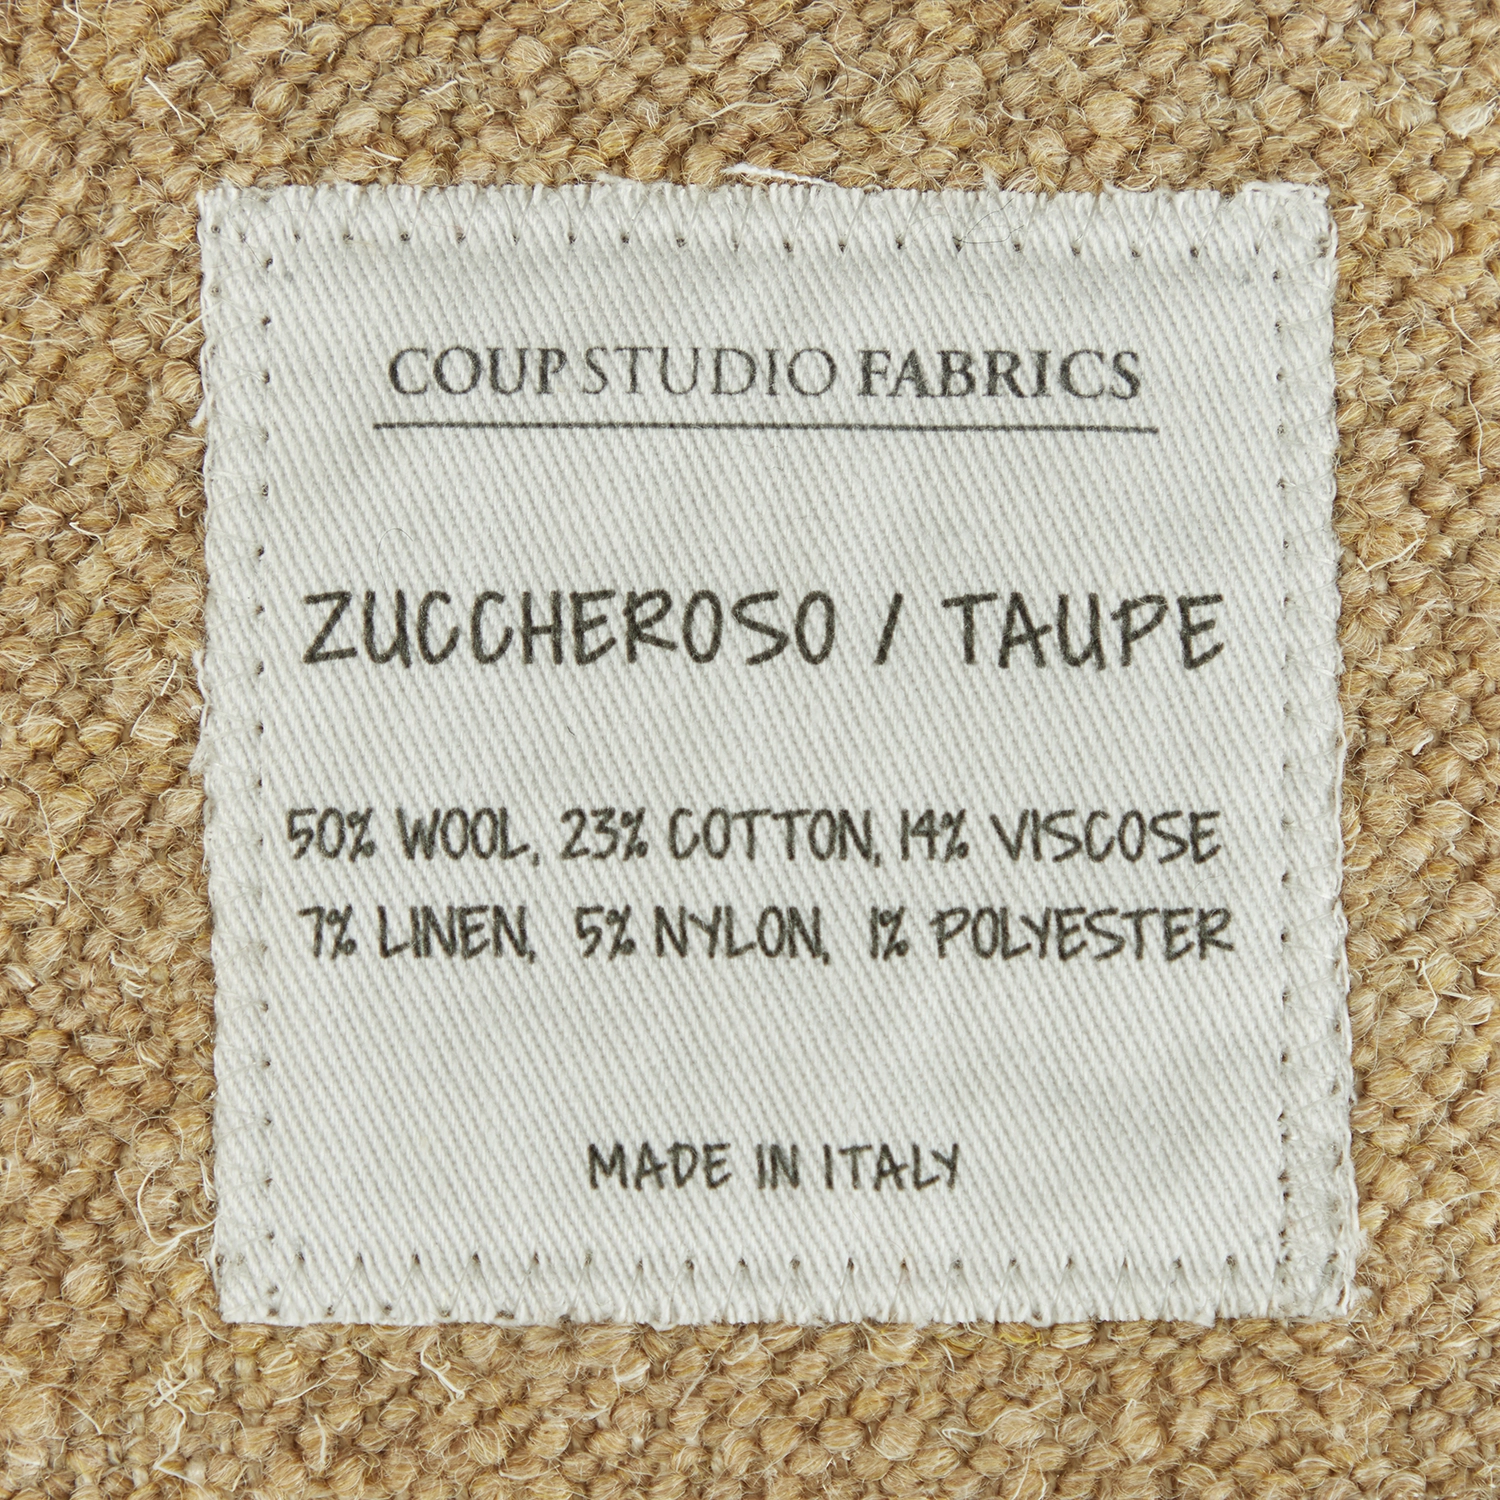 COUP STUDIO FABRICS
ZUCCHEROSO / TAUPE
50% WOOL, 23% COTTON, 14% VISCOSE
7% LINEN, 5% NYLON, 1% POLYESTER
MADE IN ITALY